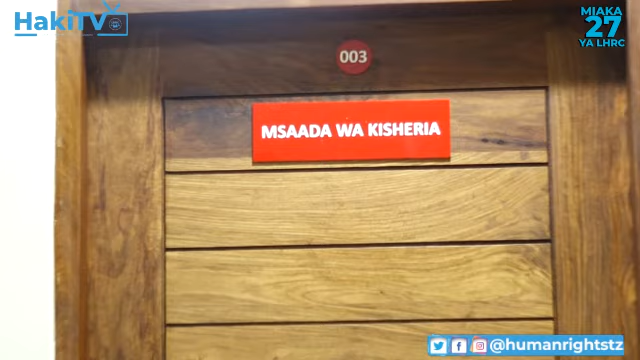 HakiTV
MIAKA
27
YA LHRC
003
MSAADA WA KISHERIA
@humanrightstz